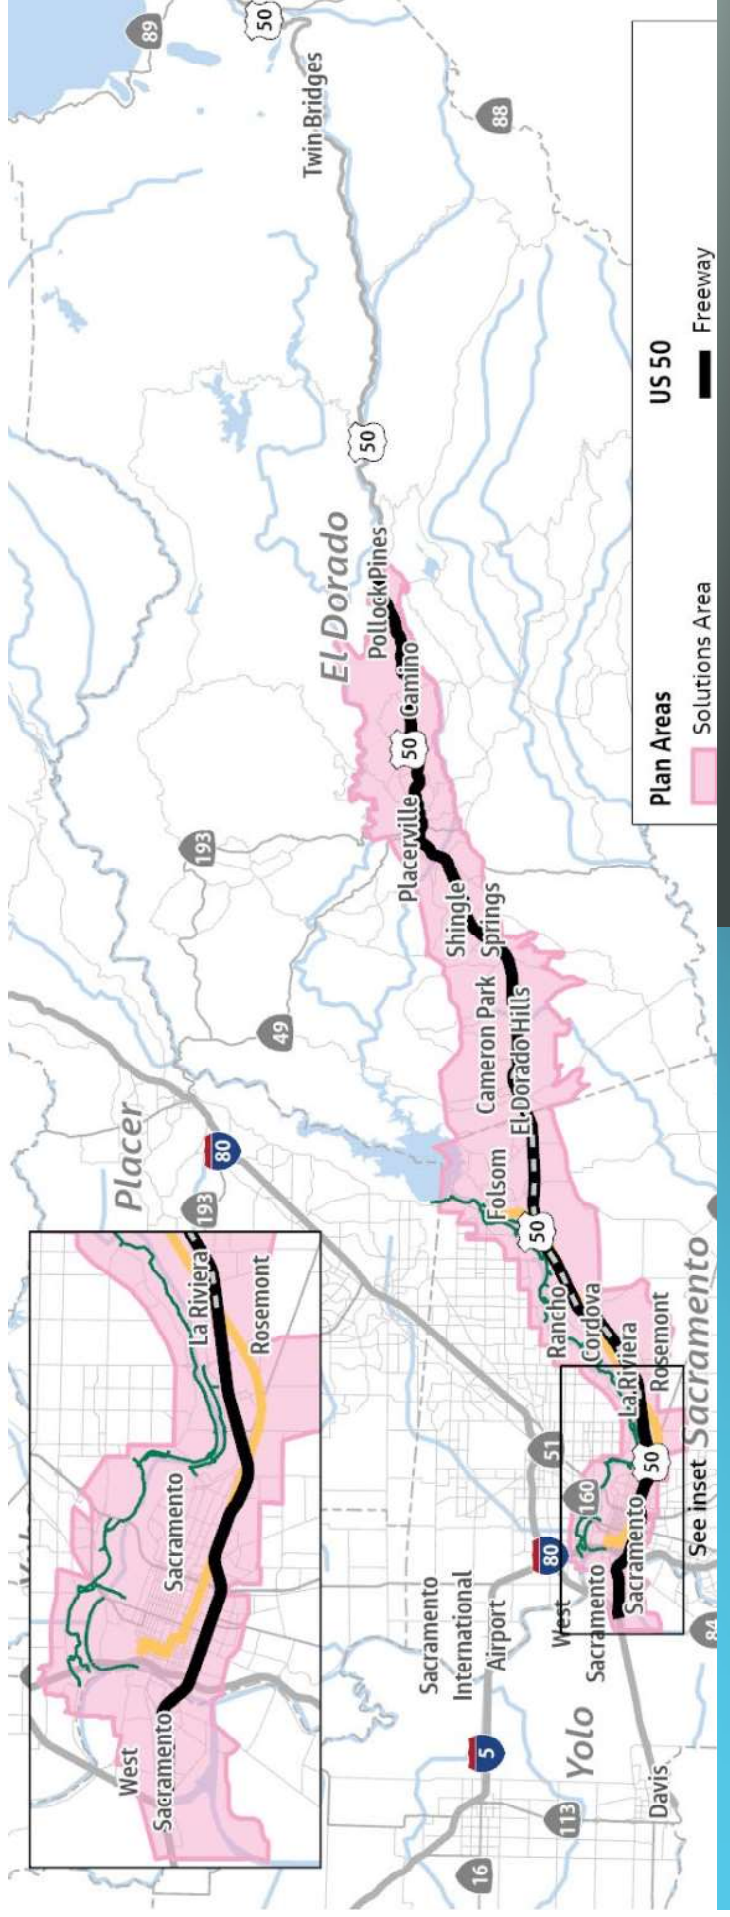 89
50
Twin Bridges
88
50
El Dorado
Pollock Pines
Camino
50
Placerville
193
Shingle
Springs
Cameron Park
El Dorado Hills
49
Placer
80
193
Folsom
50
Rancho
Cordova
La Riviera
Rosemont
Sacramento
51
160
50
80
Sacramento
West
Sacramento
See inset
Sacramento
International
Airport
84
Yolo
5
113
16
Davis
La Riviera
Rosemont
Sacramento
West
Sacramento
Plan Areas
Solutions Area
US 50
Freeway